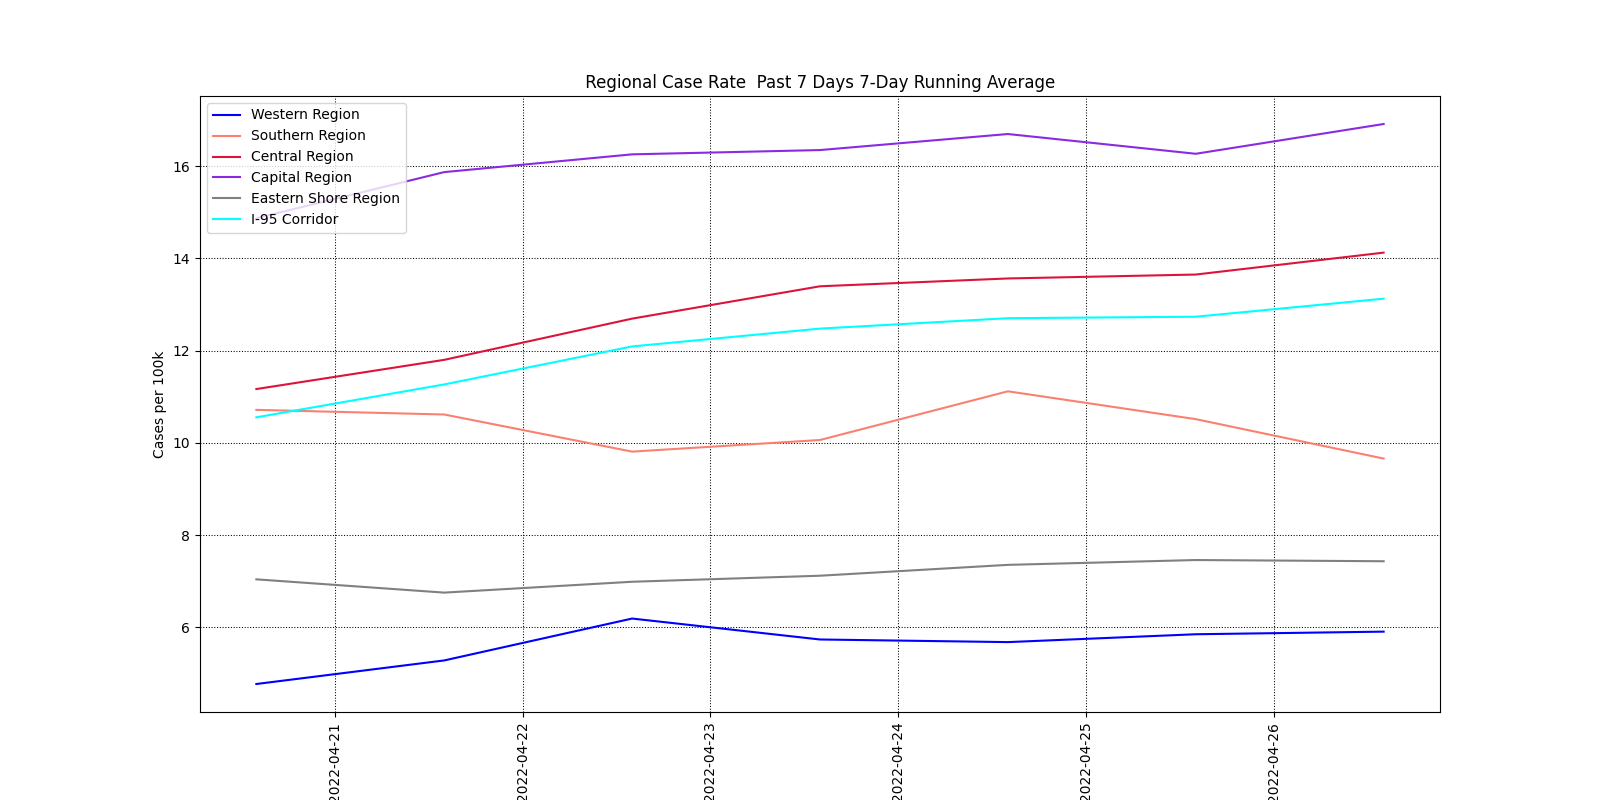 Regional Case Rate  Past 7 Days 7-Day Running Average
Western Region
Southern Region
Central Region
Capital Region
Eastern Shore Region
I-95 Corridor
Cases per 100k
16
14
12
10
8
6
2022-04-21
2022-04-22
2022-04-23
2022-04-24
2022-04-25
2022-04-26